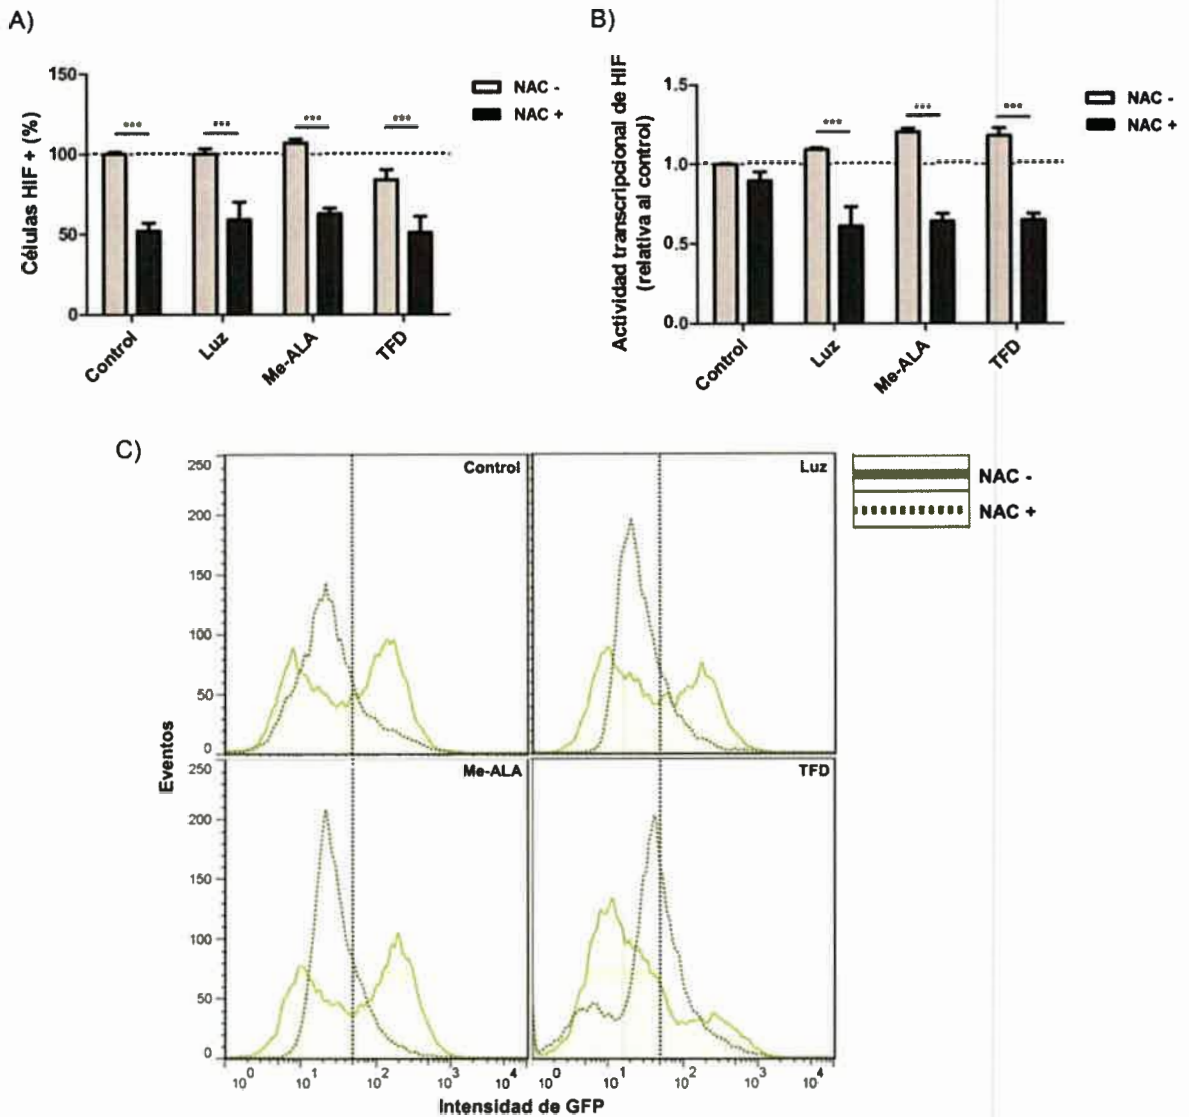 A)
150
100
50
0
Células HIF + (%)
***
***
***
***
NAC -
NAC +
Control
Luz
Me-ALA
TFD
B)
1.5
1.0
0.5
0.0
Actividad transcripcional de HIF
(relativa al control)
***
***
***
NAC -
NAC +
Control
Luz
Me-ALA
TFD
C)
250
200
150
100
50
0
Control
Luz
NAC -
NAC +
Eventos
250
200
150
100
50
0
Me-ALA
TFD
10⁰ 10¹ 10² 10³ 10⁴
10⁰ 10¹ 10² 10³ 10⁴
Intensidad de GFP